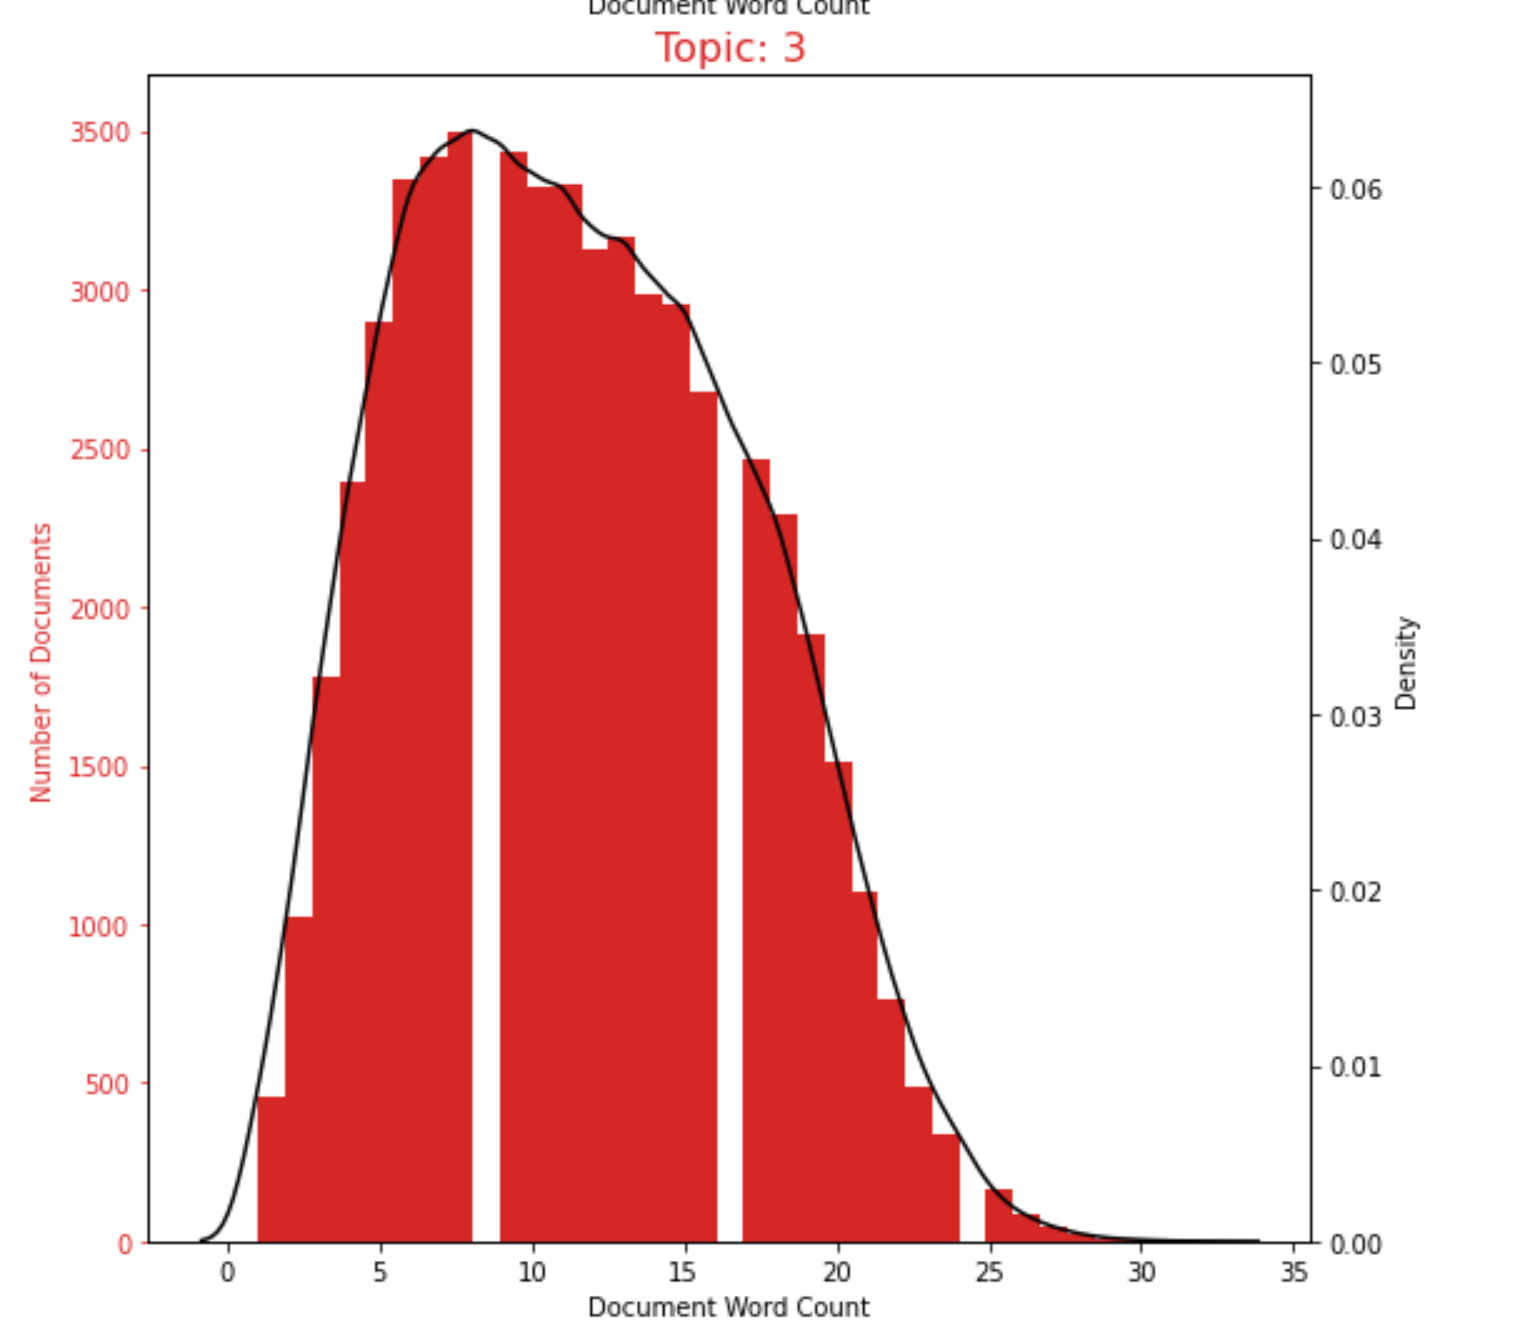 Document Word Count
Topic: 3
3500
3000
2500
2000
1500
1000
500
0
Number of Documents
0.06
0.05
0.04
0.03
0.02
0.01
0.00
Density
0 5 10 15 20 25 30 35
Document Word Count